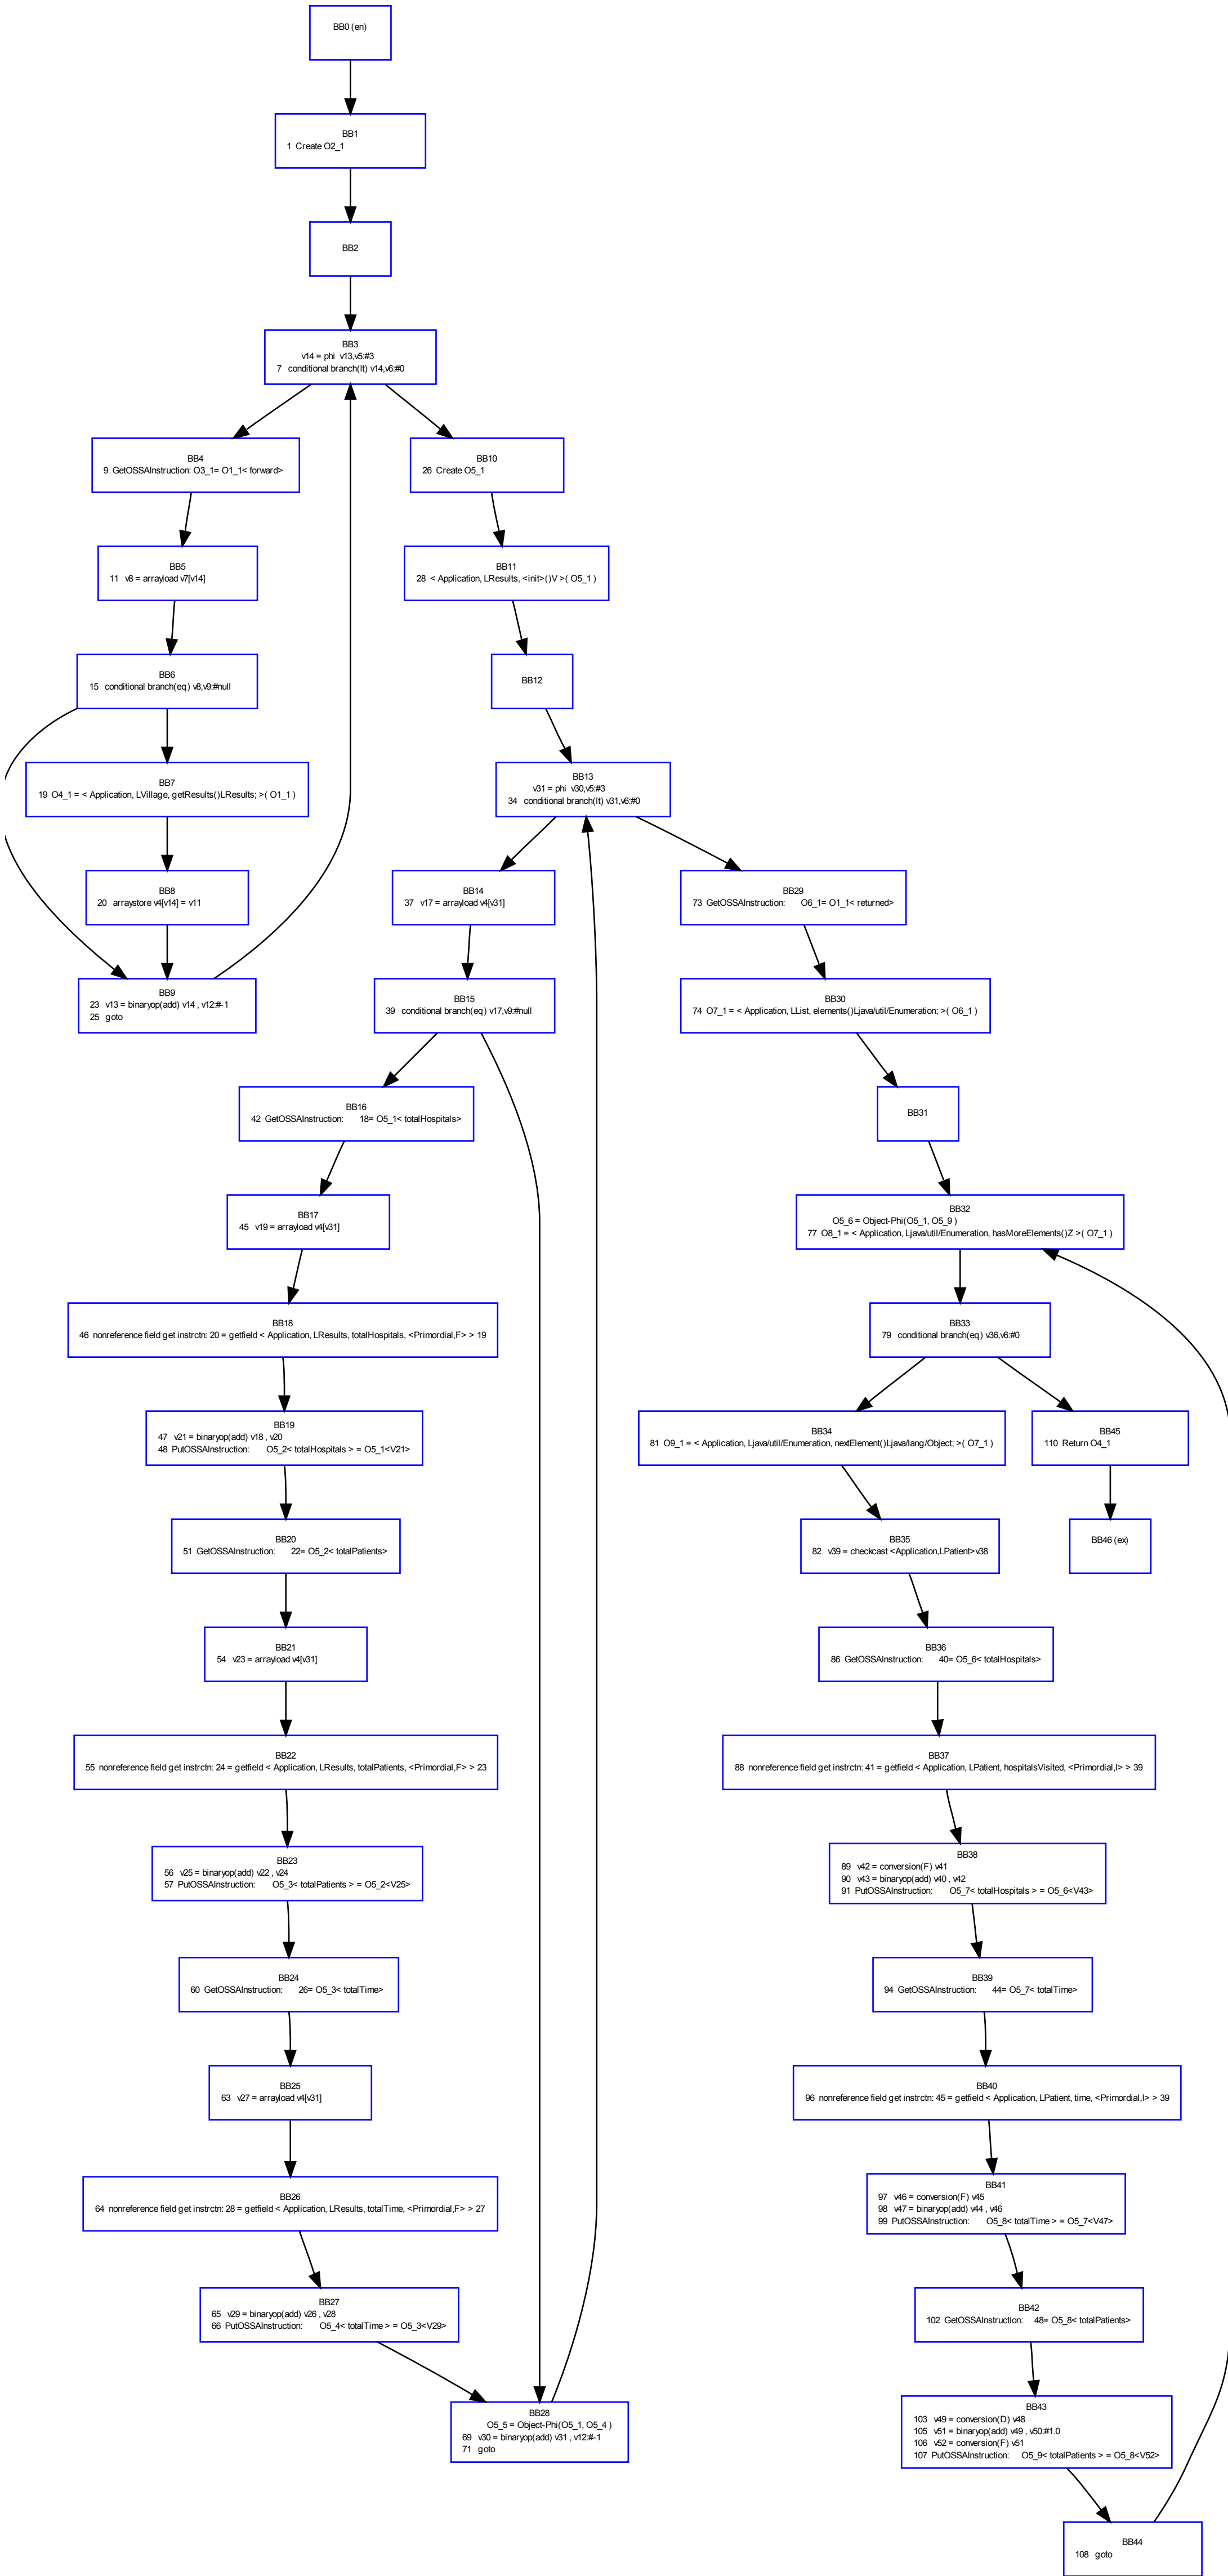 BB0 (en)
BB1
1 Create O2_1
BB2
BB3
v14 = phi v13,v5:#3
7 conditional branch(lt) v14,v6:#0
BB4
9 GetOSSAInstruction: O3_1= O1_1< forward>
BB5
11 v8 = arrayload v7[v14]
BB6
15 conditional branch(eq) v8,v9:#null
BB7
19 O4_1 = < Application, LVillage, getResults()LResults; >( O1_1 )
BB8
20 arraystore v4[v14] = v11
BB9
23 v13 = binaryop(add) v14 , v12:#-1
25 goto
BB10
26 Create O5_1
BB11
28 < Application, LResults, <init>()V >( O5_1 )
BB12
BB13
v31 = phi v30,v5:#3
34 conditional branch(lt) v31,v6:#0
BB14
37 v17 = arrayload v4[v31]
BB15
39 conditional branch(eq) v17,v9:#null
BB16
42 GetOSSAInstruction: 18= O5_1< totalHospitals>
BB17
45 v19 = arrayload v4[v31]
BB18
46 nonreference field get instrctn: 20 = getfield < Application, LResults, totalHospitals, <Primordial,F> > 19
BB19
47 v21 = binaryop(add) v18 , v20
48 PutOSSAInstruction: O5_2< totalHospitals > = O5_1<V21>
BB20
51 GetOSSAInstruction: 22= O5_2< totalPatients>
BB21
54 v23 = arrayload v4[v31]
BB22
55 nonreference field get instrctn: 24 = getfield < Application, LResults, totalPatients, <Primordial,F> > 23
BB23
56 v25 = binaryop(add) v22 , v24
57 PutOSSAInstruction: O5_3< totalPatients > = O5_2<V25>
BB24
60 GetOSSAInstruction: 26= O5_3< totalTime>
BB25
63 v27 = arrayload v4[v31]
BB26
64 nonreference field get instrctn: 28 = getfield < Application, LResults, totalTime, <Primordial,F> > 27
BB27
65 v29 = binaryop(add) v26 , v28
66 PutOSSAInstruction: O5_4< totalTime > = O5_3<V29>
BB28
O5_5 = Object-Phi(O5_1, O5_4 )
69 v30 = binaryop(add) v31 , v12:#-1
71 goto
BB29
73 GetOSSAInstruction: O6_1= O1_1< returned>
BB30
74 O7_1 = < Application, LList, elements()Ljava/util/Enumeration; >( O6_1 )
BB31
BB32
O5_6 = Object-Phi(O5_1, O5_9 )
77 O8_1 = < Application, Ljava/util/Enumeration, hasMoreElements()Z >( O7_1 )
BB33
79 conditional branch(eq) v36,v6:#0
BB34
81 O9_1 = < Application, Ljava/util/Enumeration, nextElement()Ljava/lang/Object; >( O7_1 )
BB45
110 Return O4_1
BB35
82 v39 = checkcast <Application,LPatient>v38
BB46 (ex)
BB36
86 GetOSSAInstruction: 40= O5_6< totalHospitals>
BB37
88 nonreference field get instrctn: 41 = getfield < Application, LPatient, hospitalsVisited, <Primordial,I> > 39
BB38
89 v42 = conversion(F) v41
90 v43 = binaryop(add) v40 , v42
91 PutOSSAInstruction: O5_7< totalHospitals > = O5_6<V43>
BB39
94 GetOSSAInstruction: 44= O5_7< totalTime>
BB40
96 nonreference field get instrctn: 45 = getfield < Application, LPatient, time, <Primordial,I> > 39
BB41
97 v46 = conversion(F) v45
98 v47 = binaryop(add) v44 , v46
99 PutOSSAInstruction: O5_8< totalTime > = O5_7<V47>
BB42
102 GetOSSAInstruction: 48= O5_8< totalPatients>
BB43
103 v49 = conversion(D) v48
105 v51 = binaryop(add) v49 , v50:#1.0
106 v52 = conversion(F) v51
107 PutOSSAInstruction: O5_9< totalPatients > = O5_8<V52>
BB44
108 goto